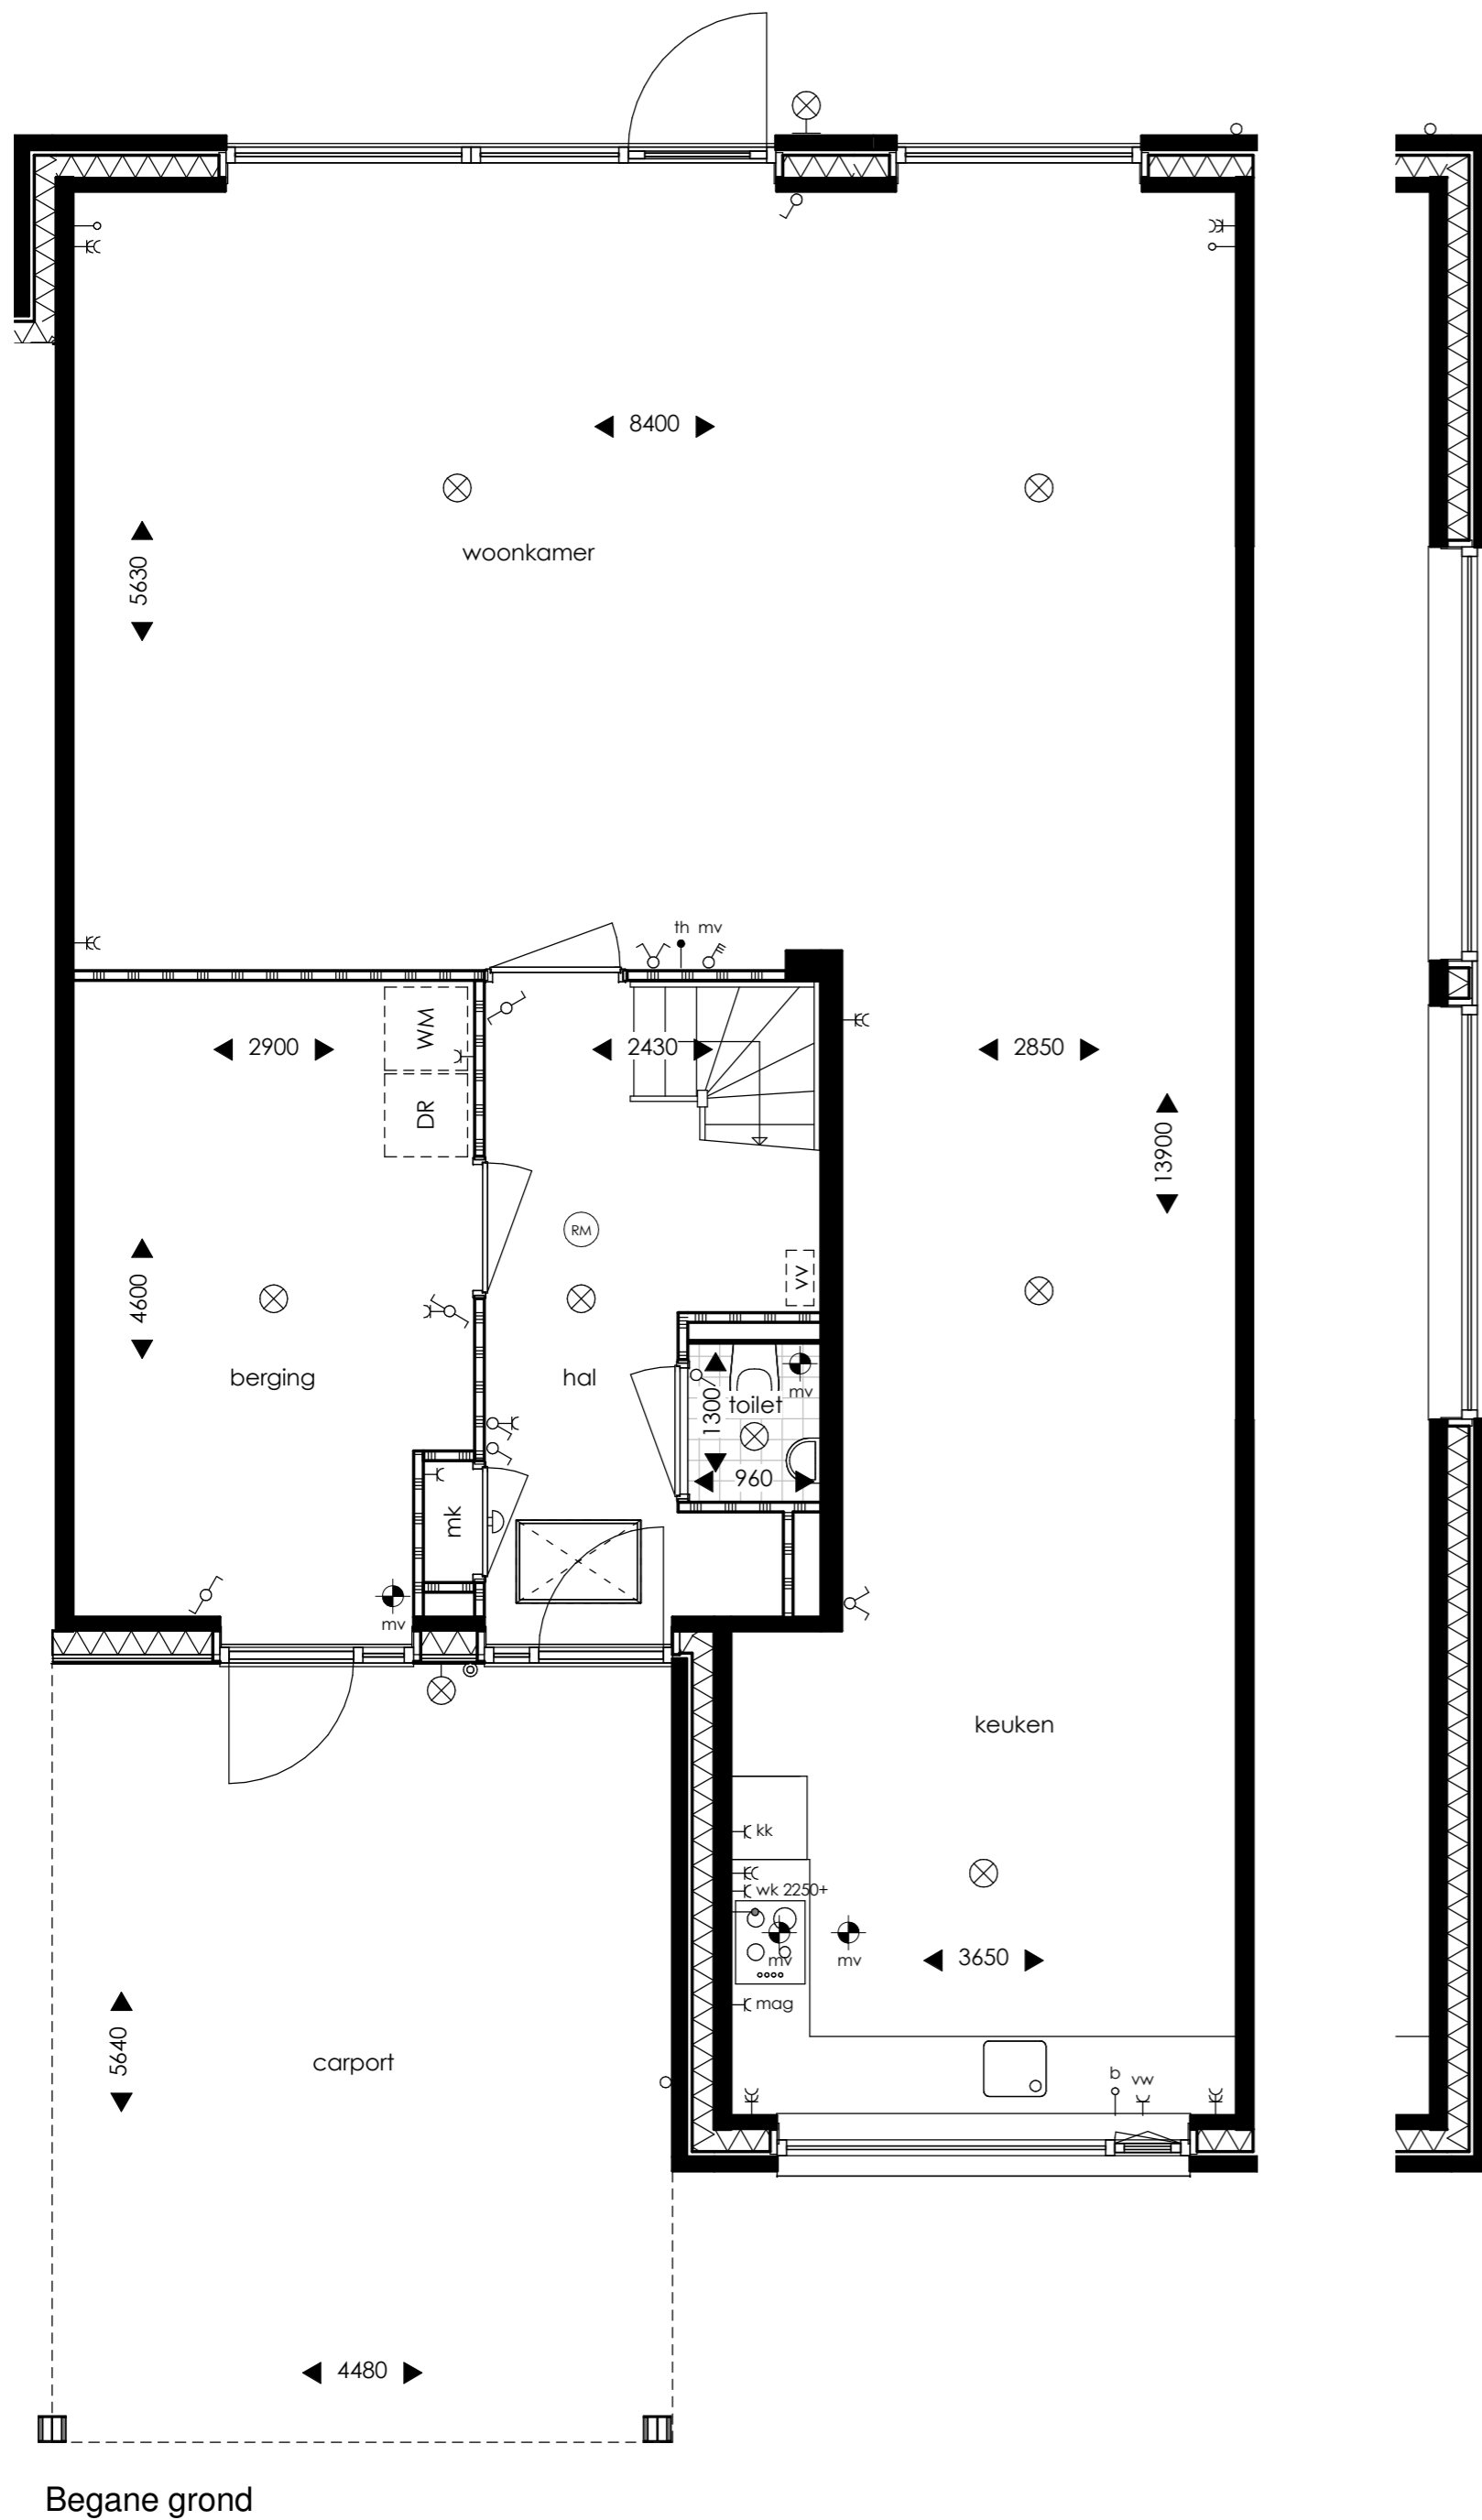 8400
woonkamer
5630
th mv
WM
2900
2430
2850
DR
13900
RM
VV
4600
berging
hal
mv
1300
toilet
960
mk
mv
keuken
kk
wk 2250+
mv
mv
3650
mag
5640
carport
b
vw
4480
Begane grond